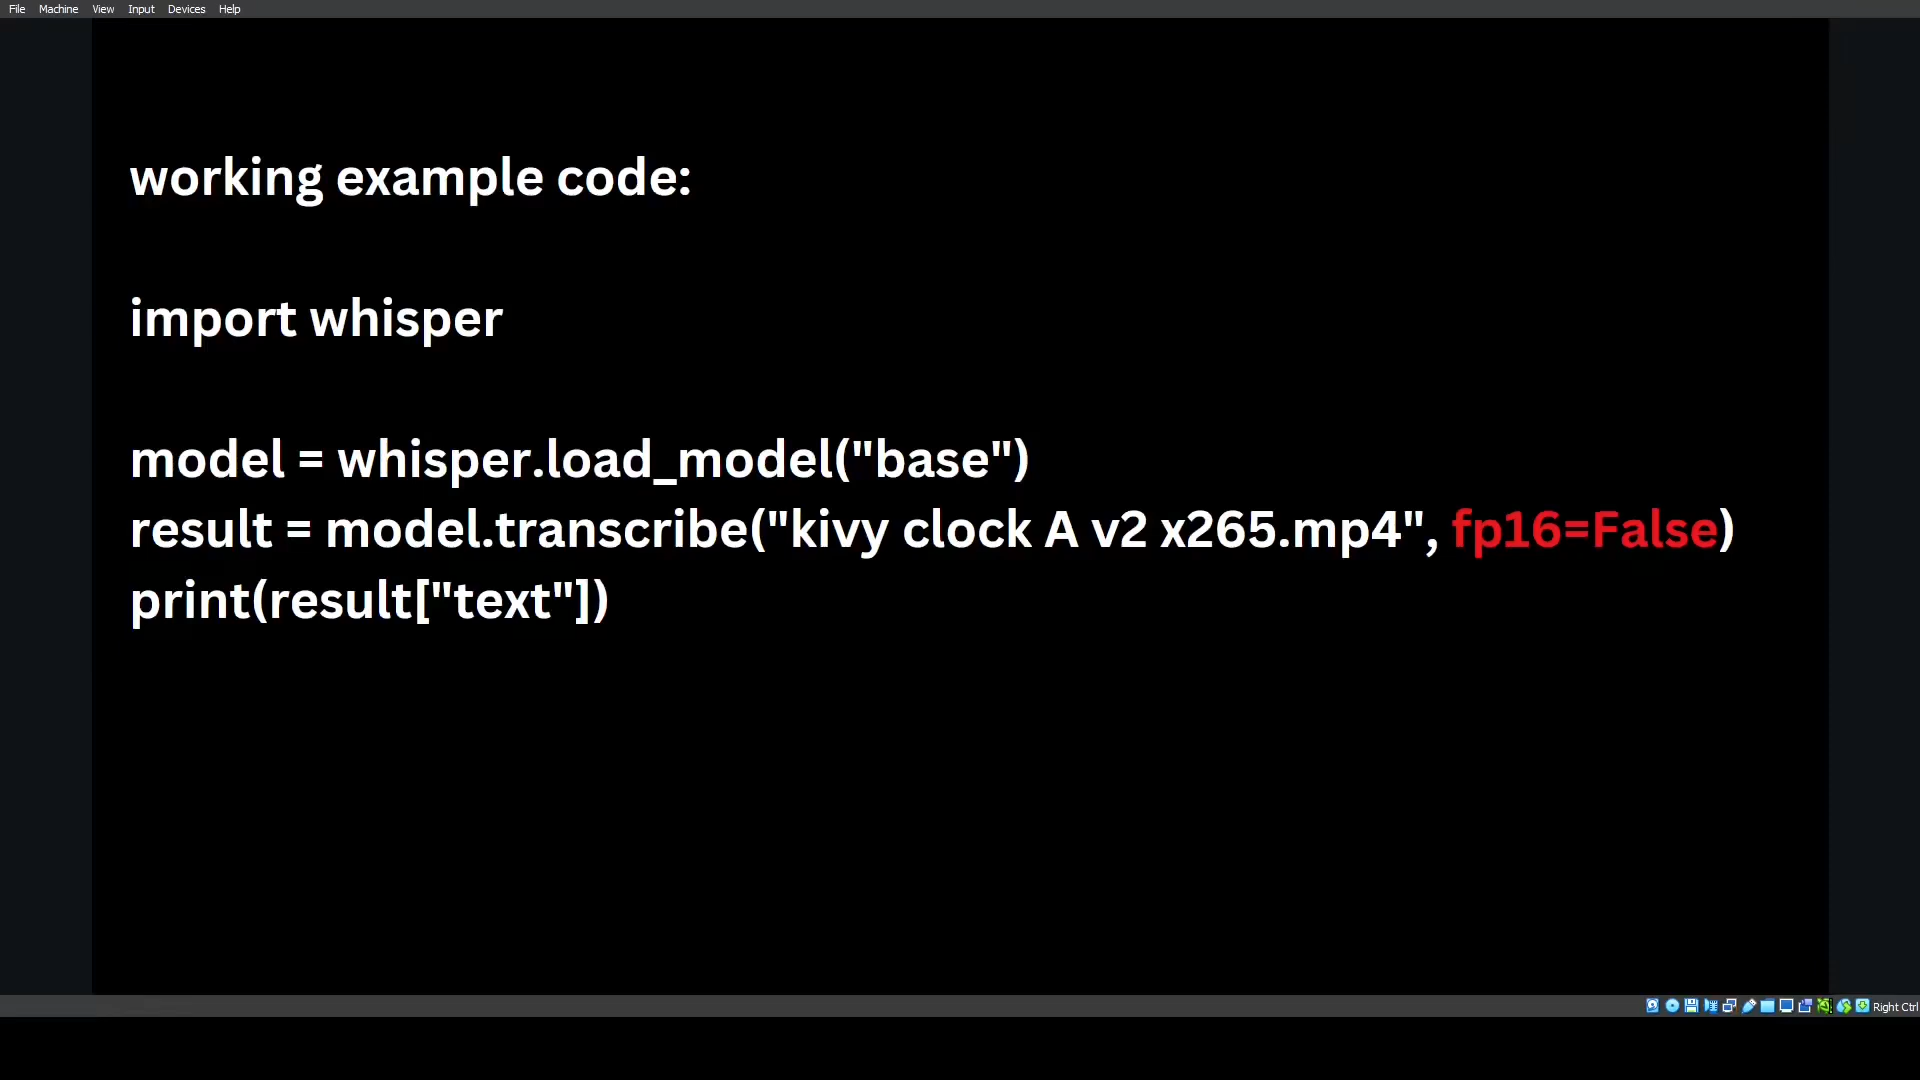 File Machine View Input Devices Help
working example code:
import whisper
model = whisper.load_model("base")
result = model.transcribe("kivy clock A v2 x265.mp4", fp16=False)
print(result["text"])
Right Ctrl